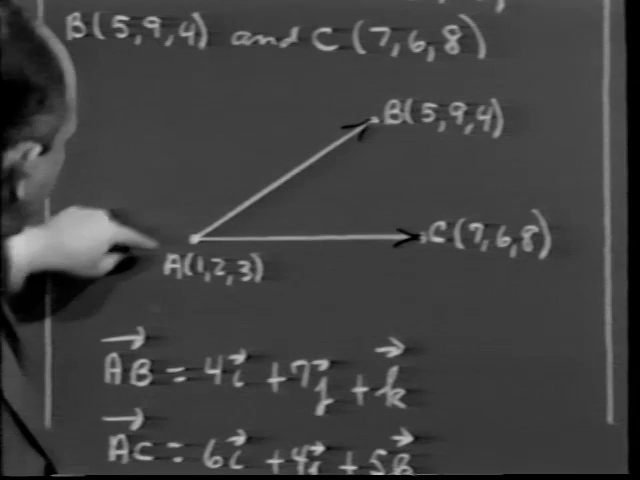 B(5,9,4) and C(7,6,8)
B(5,9,4)
C(7,6,8)
A(1,2,3)
AB⃗ = 4i⃗ + 7j⃗ + k⃗
AC⃗ = 6i⃗ + 4j⃗ + 5k⃗